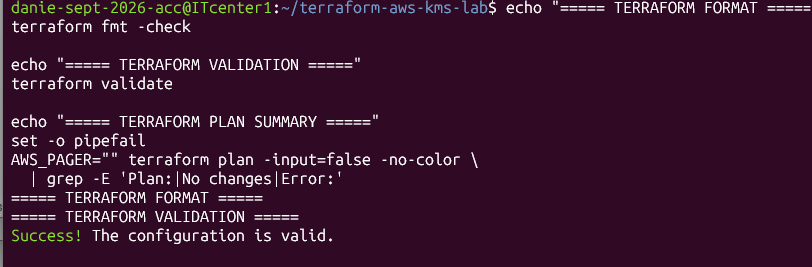 danie-sept-2026-acc@ITcenter1:~/terraform-aws-kms-lab$ echo "===== TERRAFORM FORMAT =====
terraform fmt -check
echo "===== TERRAFORM VALIDATION ====="
terraform validate
echo "===== TERRAFORM PLAN SUMMARY ====="
set -o pipefail
AWS_PAGER="" terraform plan -input=false -no-color \
  | grep -E 'Plan:|No changes|Error:'
===== TERRAFORM FORMAT =====
===== TERRAFORM VALIDATION =====
Success! The configuration is valid.